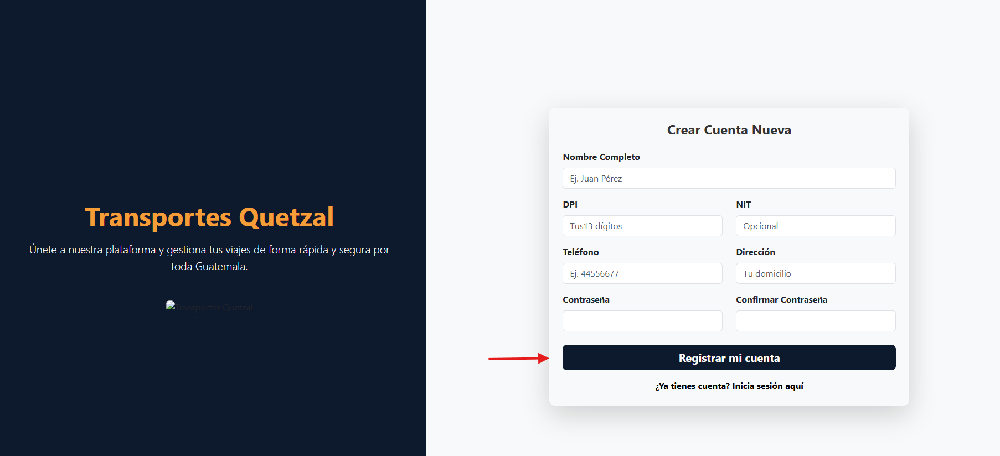 Transportes Quetzal
Únete a nuestra plataforma y gestiona tus viajes de forma rápida y segura por
toda Guatemala.
Transportes Quetzal
Crear Cuenta Nueva
Nombre Completo
Ej. Juan Pérez
DPI
NIT
Tus13 dígitos
Opcional
Teléfono
Dirección
Ej. 44556677
Tu domicilio
Contraseña
Confirmar Contraseña
Registrar mi cuenta
¿Ya tienes cuenta? Inicia sesión aquí